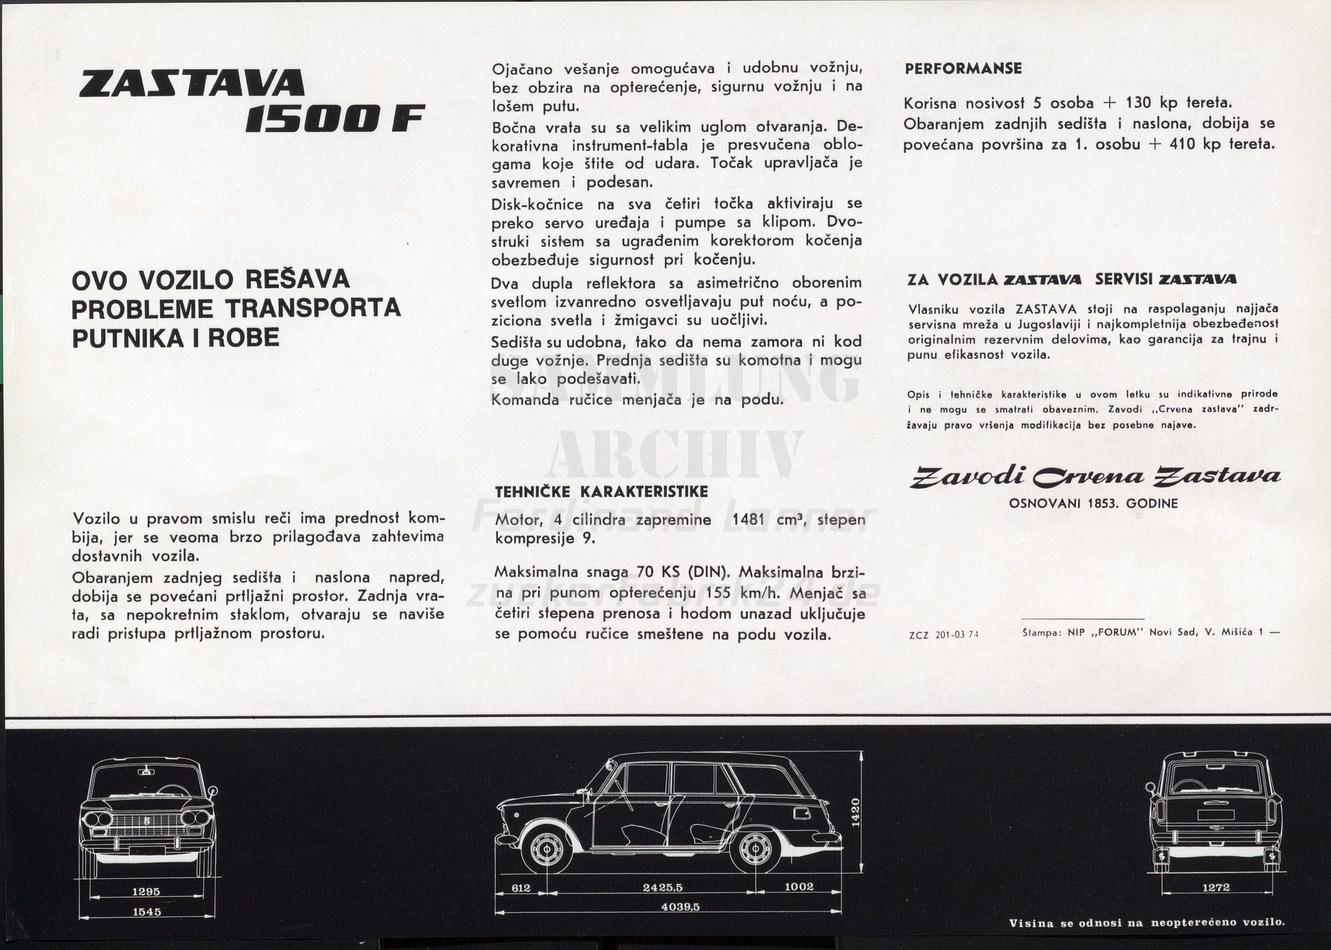 ZASTAVA
1500 F
OVO VOZILO REŠAVA
PROBLEME TRANSPORTA
PUTNIKA I ROBE
Vozilo u pravom smislu reči ima prednost kom-
bija, jer se veoma brzo prilagođava zahtevima
dostavnih vozila.
Obaranjem zadnjeg sedišta i naslona napred,
dobija se povećani prtljažni prostor. Zadnja vra-
ta, sa nepokretnim staklom, otvaraju se naviše
radi pristupa prtljažnom prostoru.
Ojačano vešanje omogućava i udobnu vožnju,
bez obzira na opterećenje, sigurnu vožnju i na
lošem putu.
Bočna vrata su sa velikim uglom otvaranja. De-
korativna instrument-tabla je presvučena oblo-
gama koje štite od udara. Točak upravljača je
savremen i podesan.
Disk-kočnice na sva četiri točka aktiviraju se
preko servo uređaja i pumpe sa klipom. Dvo-
struki sistem sa ugrađenim korektorom kočenja
obezbeđuje sigurnost pri kočenju.
Dva dupla reflektora sa asimetrično oborenim
svetlom izvanredno osvetljavaju put noću, a po-
ziciona svetla i žmigavci su uočljivi.
Sedišta su udobna, tako da nema zamora ni kod
duge vožnje. Prednja sedišta su komotna i mogu
se lako podešavati.
Komanda ručice menjača je na podu.
SAMMLUNG
ARCHIV
Ferdinand Lanner
zuckerfabrik24.de
TEHNIČKE KARAKTERISTIKE
Motor, 4 cilindra zapremine 1481 cm³, stepen
kompresije 9.
Maksimalna snaga 70 KS (DIN). Maksimalna brzi-
na pri punom opterećenju 155 km/h. Menjač sa
četiri stepena prenosa i hodom unazad uključuje
se pomoću ručice smeštene na podu vozila.
PERFORMANSE
Korisna nosivost 5 osoba + 130 kp tereta.
Obaranjem zadnjih sedišta i naslona, dobija se
povećana površina za 1. osobu + 410 kp tereta.
ZA VOZILA ZASTAVA SERVISI ZASTAVA
Vlasniku vozila ZASTAVA stoji na raspolaganju najjača
servisna mreža u Jugoslaviji i najkompletnija obezbeđenost
originalnim rezervnim delovima, kao garancija za trajnu i
punu efikasnost vozila.
Opis i tehničke karakteristike u ovom letku su indikativne prirode
i ne mogu se smatrati obaveznim. Zavodi „Crvena zastava” zadr-
žavaju pravo vršenja modifikacija bez posebne najave.
Zavodi Crvena Zastava
OSNOVANI 1853. GODINE
ZCZ 201-03 74
Štampa: NIP „FORUM” Novi Sad, V. Mišića 1 —
1295
1545
612
2425,5
1002
4039,5
1420
1272
Visina se odnosi na neopterećeno vozilo.